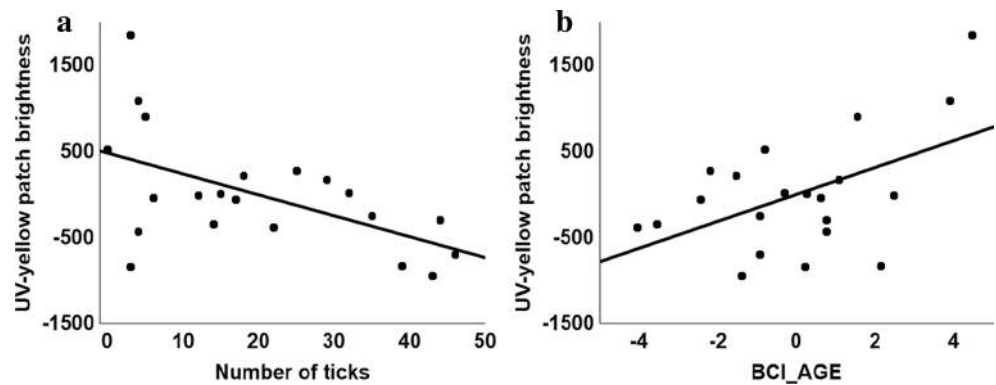 a
UV-yellow patch brightness
1500
500
-500
-1500
0 10 20 30 40 50
Number of ticks
b
UV-yellow patch brightness
1500
500
-500
-1500
-4 -2 0 2 4
BCI_AGE